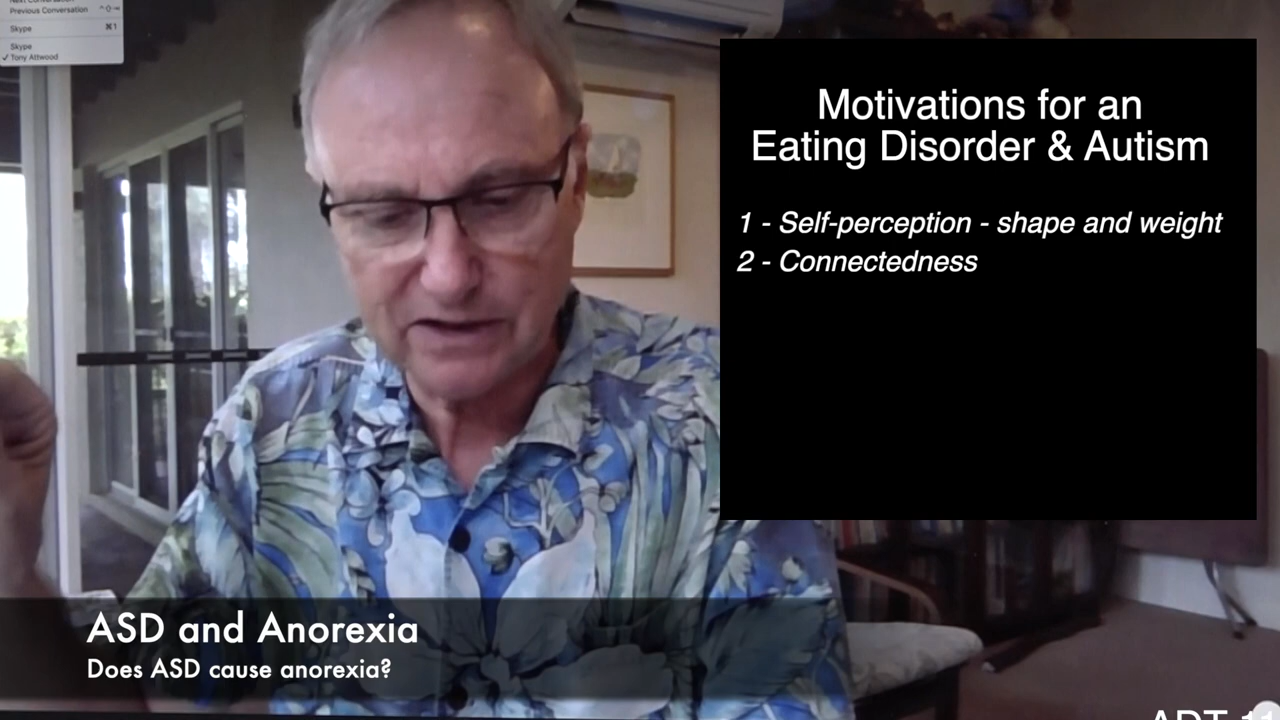 Previous Conversation ^⇧⇥
Skype ⌘1
Skype
✓ Tony Attwood
Motivations for an
Eating Disorder & Autism
1 - Self-perception - shape and weight
2 - Connectedness
ASD and Anorexia
Does ASD cause anorexia?